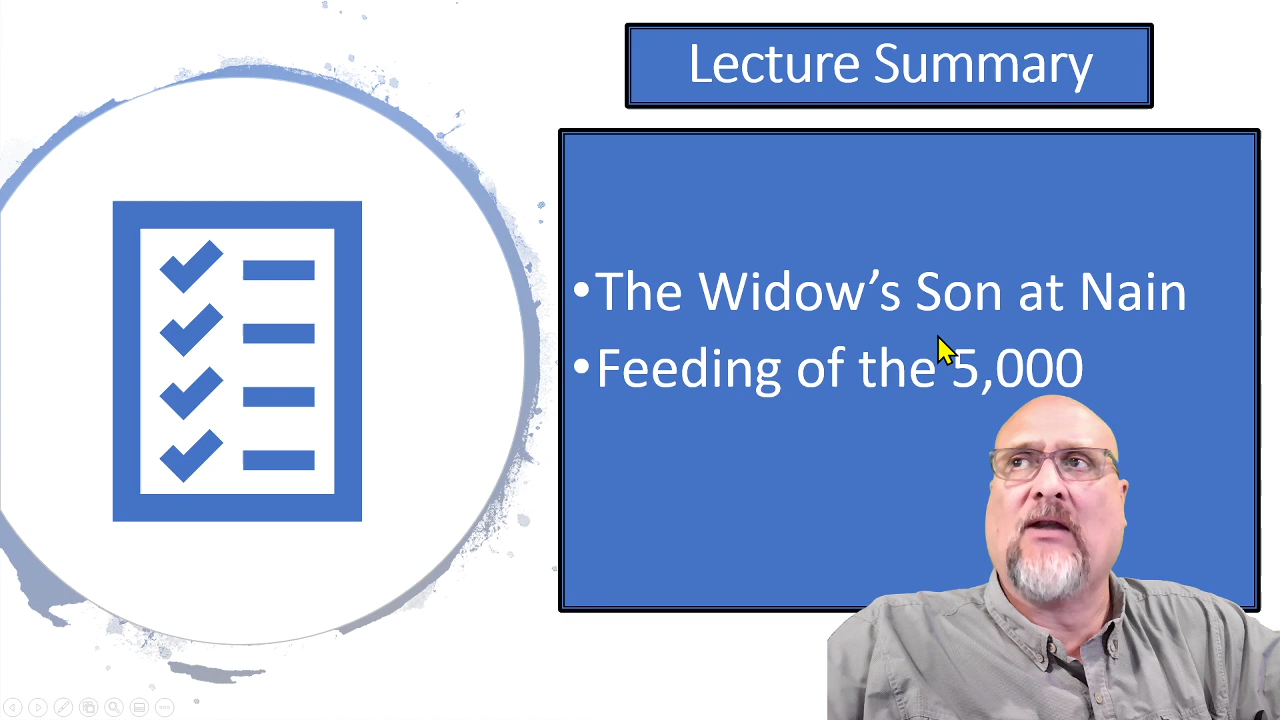 Lecture Summary
•The Widow’s Son at Nain
•Feeding of the 5,000